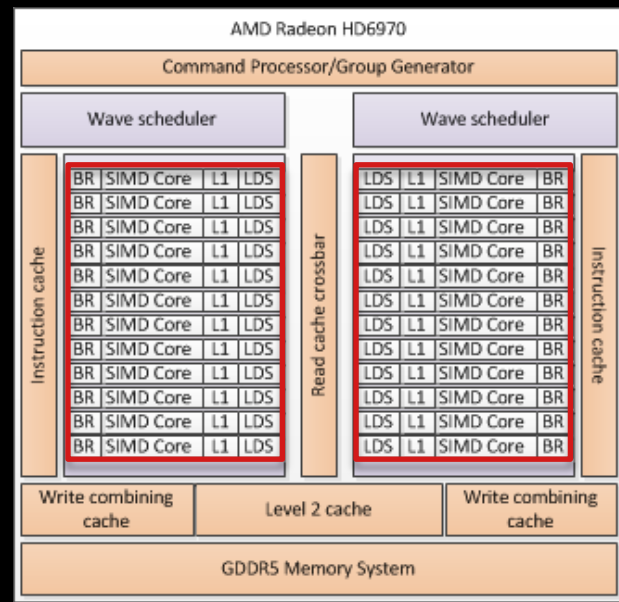 AMD Radeon HD6970
Command Processor/Group Generator
Wave scheduler
Wave scheduler
Instruction cache
BR SIMD Core L1 LDS
BR SIMD Core L1 LDS
BR SIMD Core L1 LDS
BR SIMD Core L1 LDS
BR SIMD Core L1 LDS
BR SIMD Core L1 LDS
BR SIMD Core L1 LDS
BR SIMD Core L1 LDS
BR SIMD Core L1 LDS
BR SIMD Core L1 LDS
BR SIMD Core L1 LDS
BR SIMD Core L1 LDS
Read cache crossbar
LDS L1 SIMD Core BR
LDS L1 SIMD Core BR
LDS L1 SIMD Core BR
LDS L1 SIMD Core BR
LDS L1 SIMD Core BR
LDS L1 SIMD Core BR
LDS L1 SIMD Core BR
LDS L1 SIMD Core BR
LDS L1 SIMD Core BR
LDS L1 SIMD Core BR
LDS L1 SIMD Core BR
LDS L1 SIMD Core BR
Instruction cache
Write combining
cache
Level 2 cache
Write combining
cache
GDDR5 Memory System